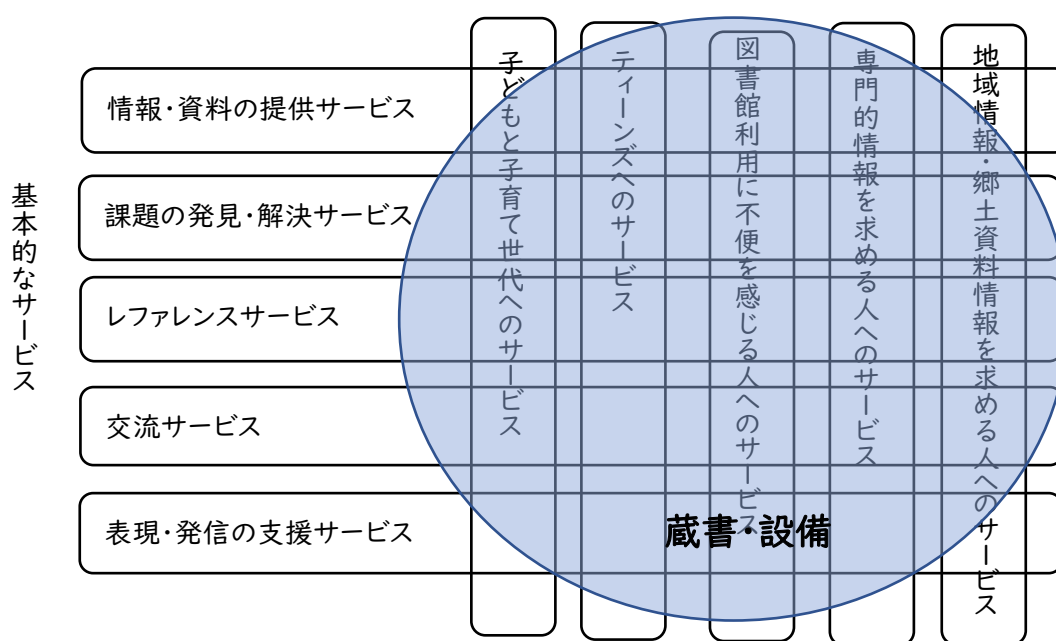 基本的なサービス
情報・資料の提供サービス
課題の発見・解決サービス
レファレンスサービス
交流サービス
表現・発信の支援サービス
子どもと子育て世代へのサービス
ティーンズへのサービス
図書館利用に不便を感じる人へのサービス
専門的情報を求める人へのサービス
地域情報・郷土資料情報を求める人へのサービス
蔵書・設備